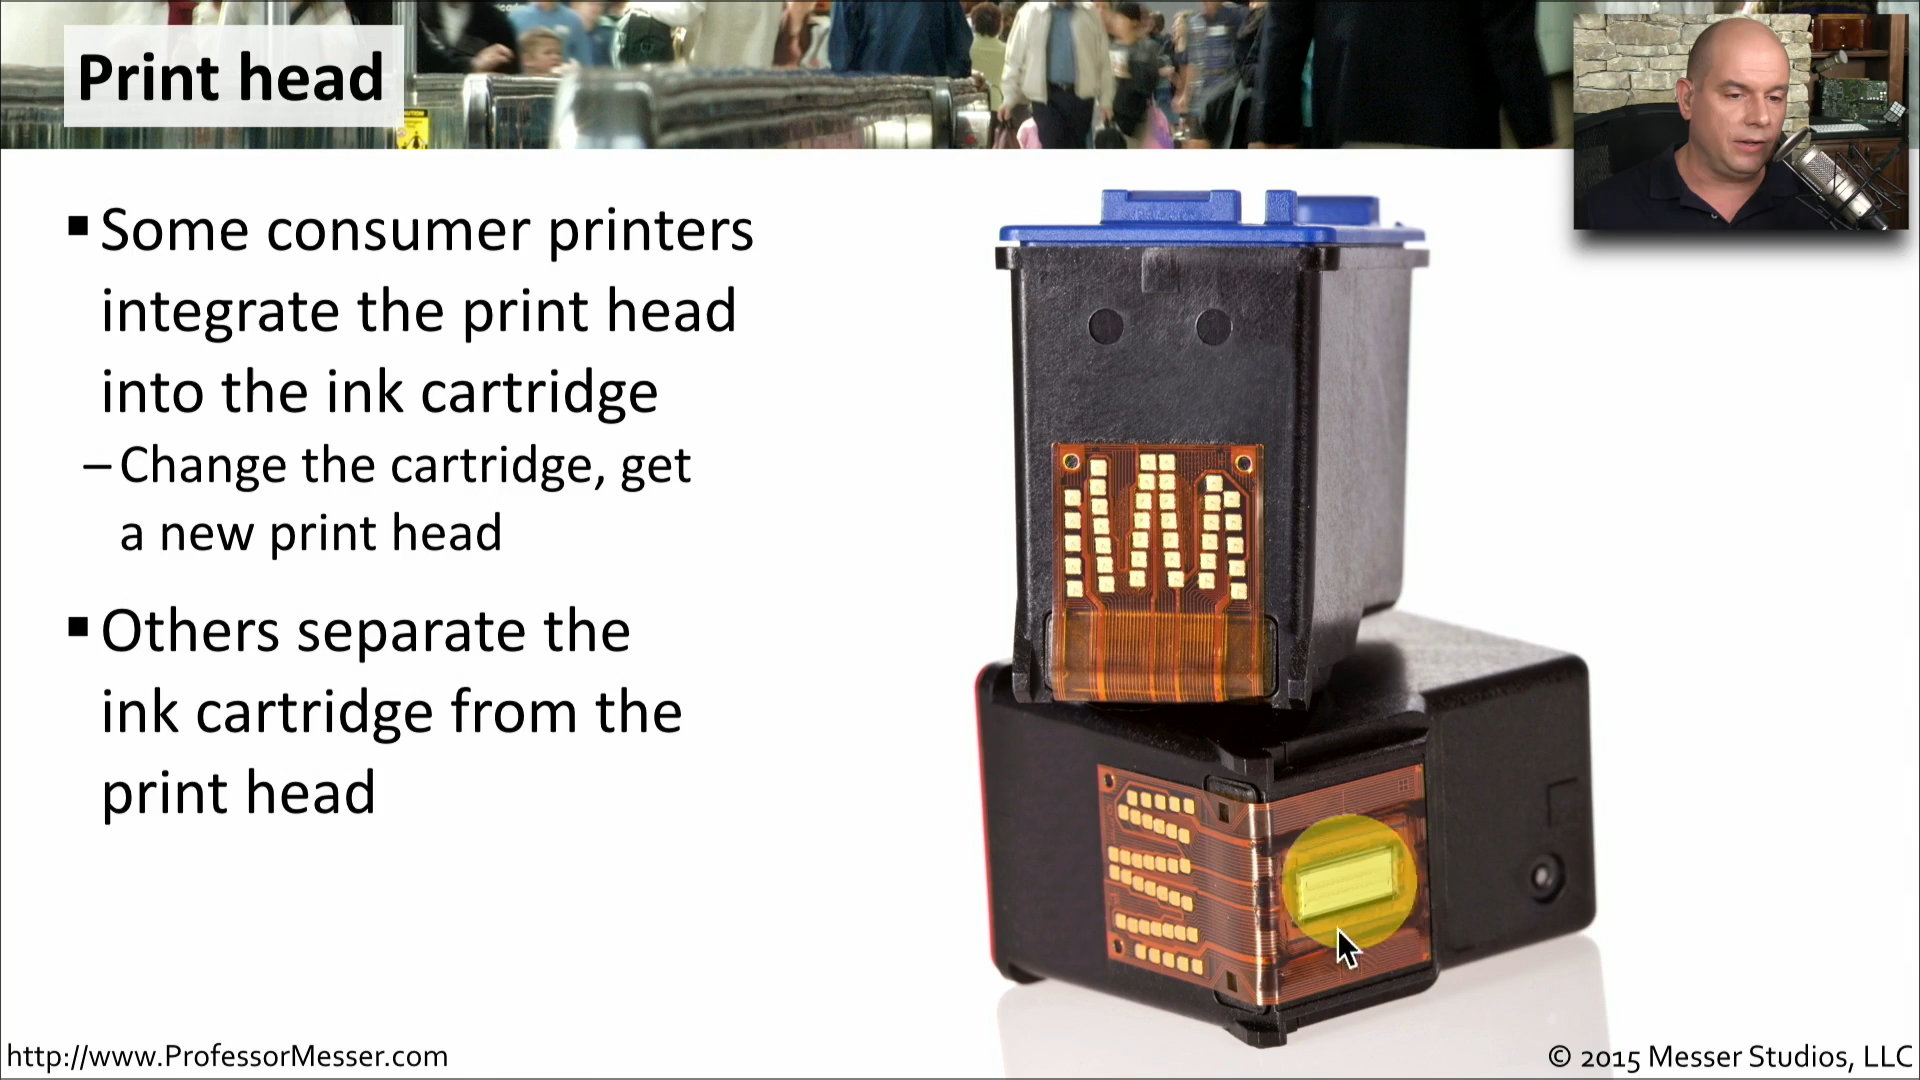 Print head
▪ Some consumer printers
integrate the print head
into the ink cartridge
– Change the cartridge, get
a new print head
▪ Others separate the
ink cartridge from the
print head
http://www.ProfessorMesser.com
© 2015 Messer Studios, LLC